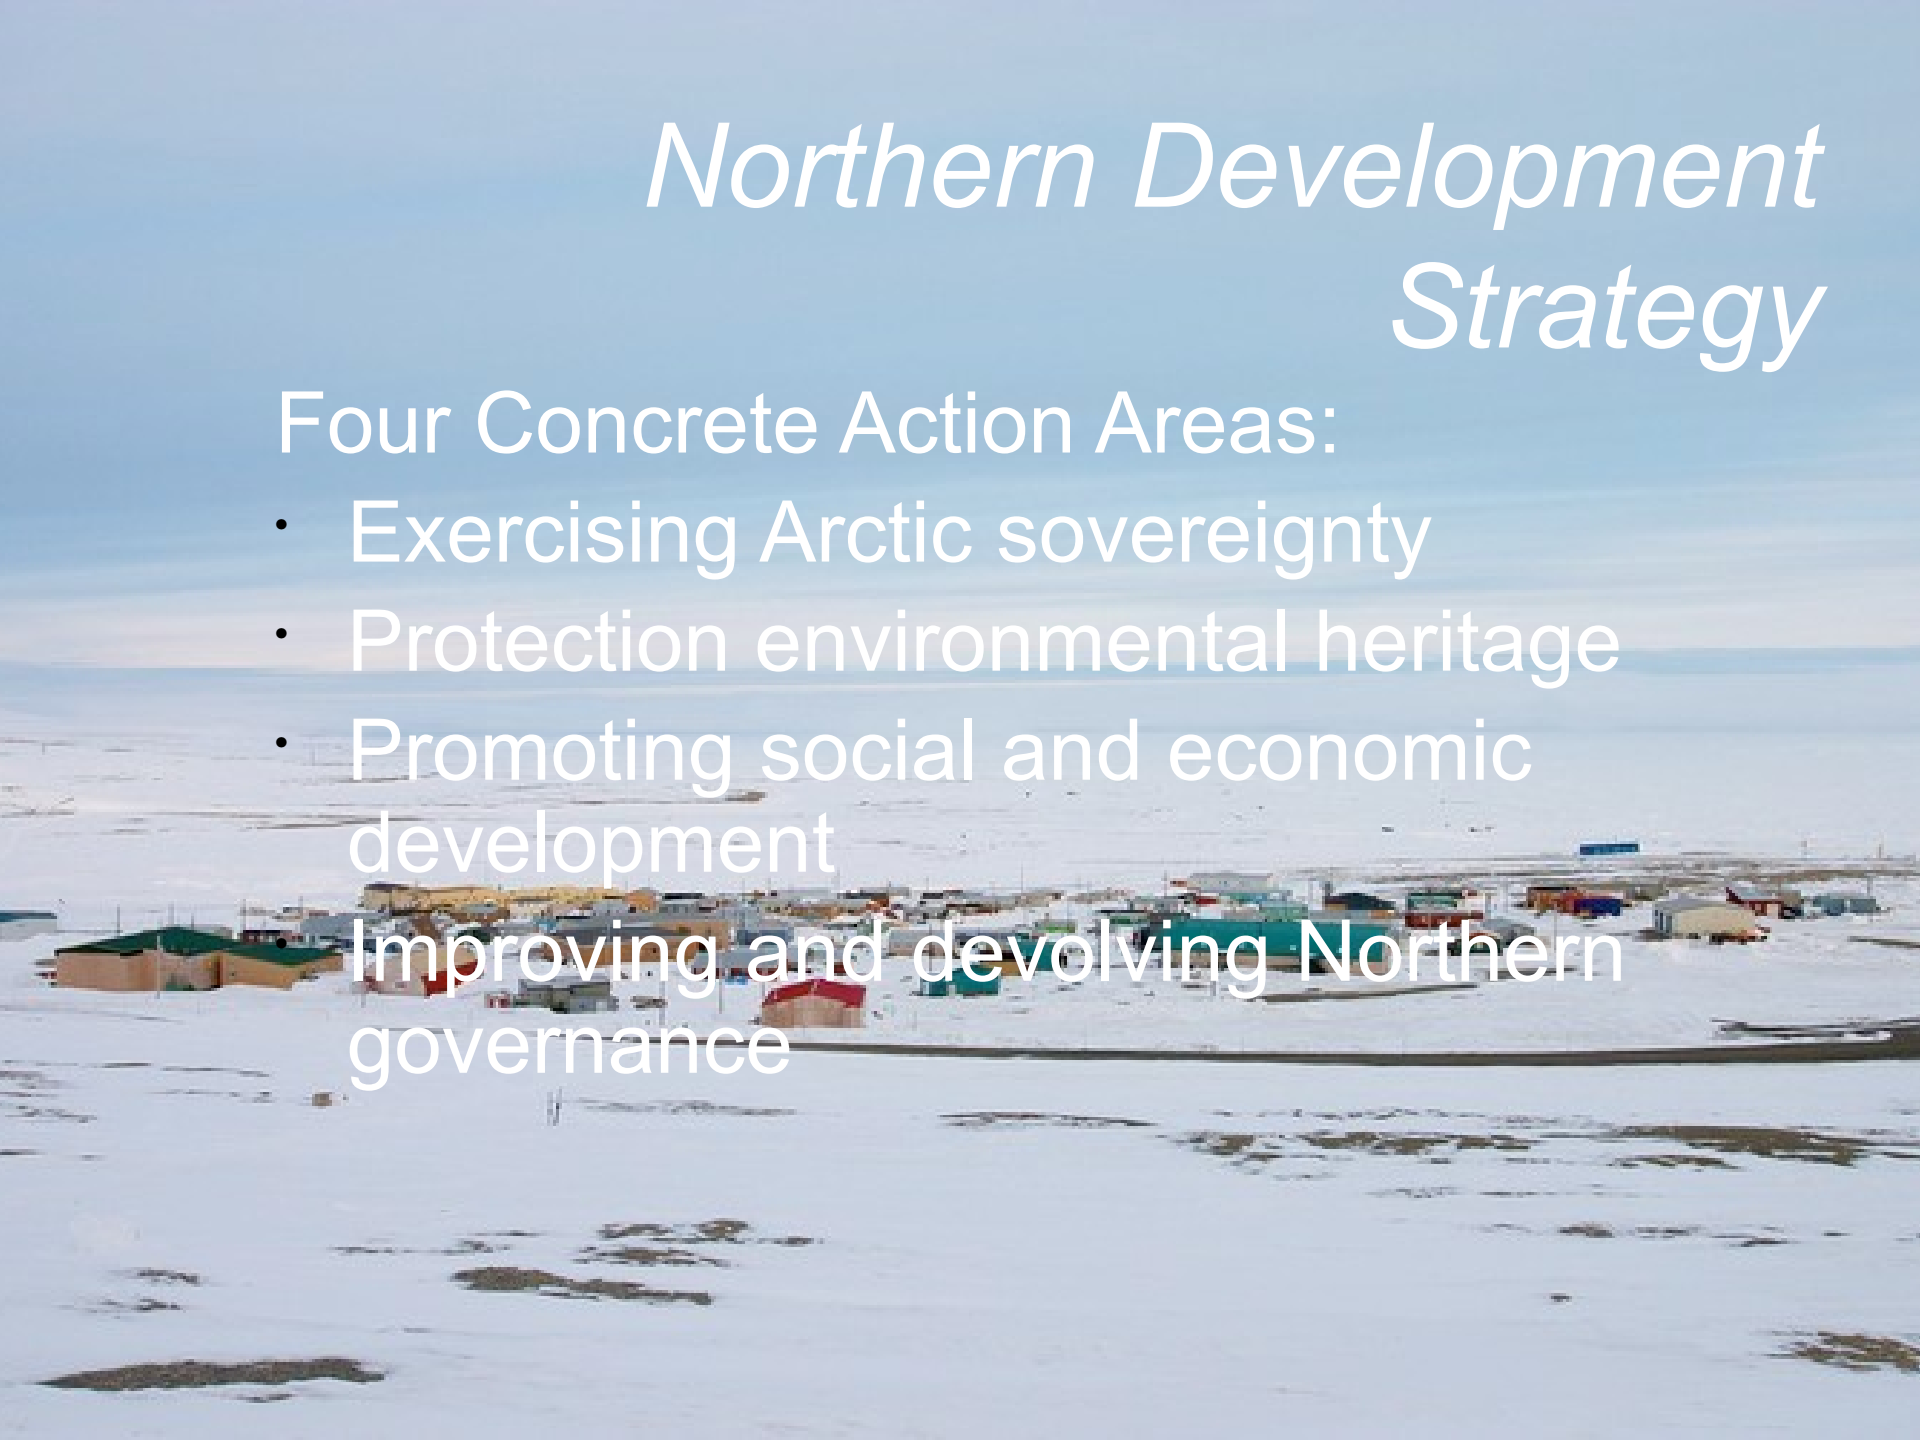 Northern Development
Strategy
Four Concrete Action Areas:
• Exercising Arctic sovereignty
• Protection environmental heritage
• Promoting social and economic
development
• Improving and devolving Northern
governance